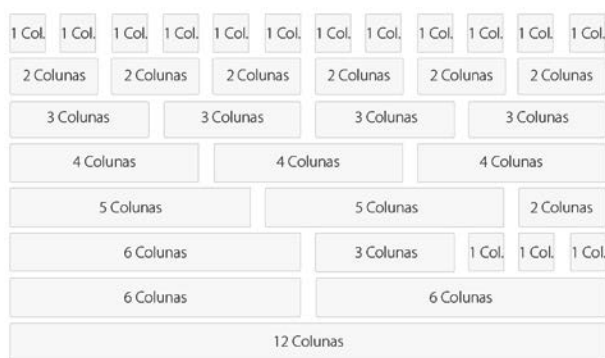 1 Col. 1 Col. 1 Col. 1 Col. 1 Col. 1 Col. 1 Col. 1 Col. 1 Col. 1 Col. 1 Col. 1 Col.
2 Colunas 2 Colunas 2 Colunas 2 Colunas 2 Colunas 2 Colunas
3 Colunas 3 Colunas 3 Colunas 3 Colunas
4 Colunas 4 Colunas 4 Colunas
5 Colunas 5 Colunas 2 Colunas
6 Colunas 3 Colunas 1 Col. 1 Col. 1 Col.
6 Colunas 6 Colunas
12 Colunas